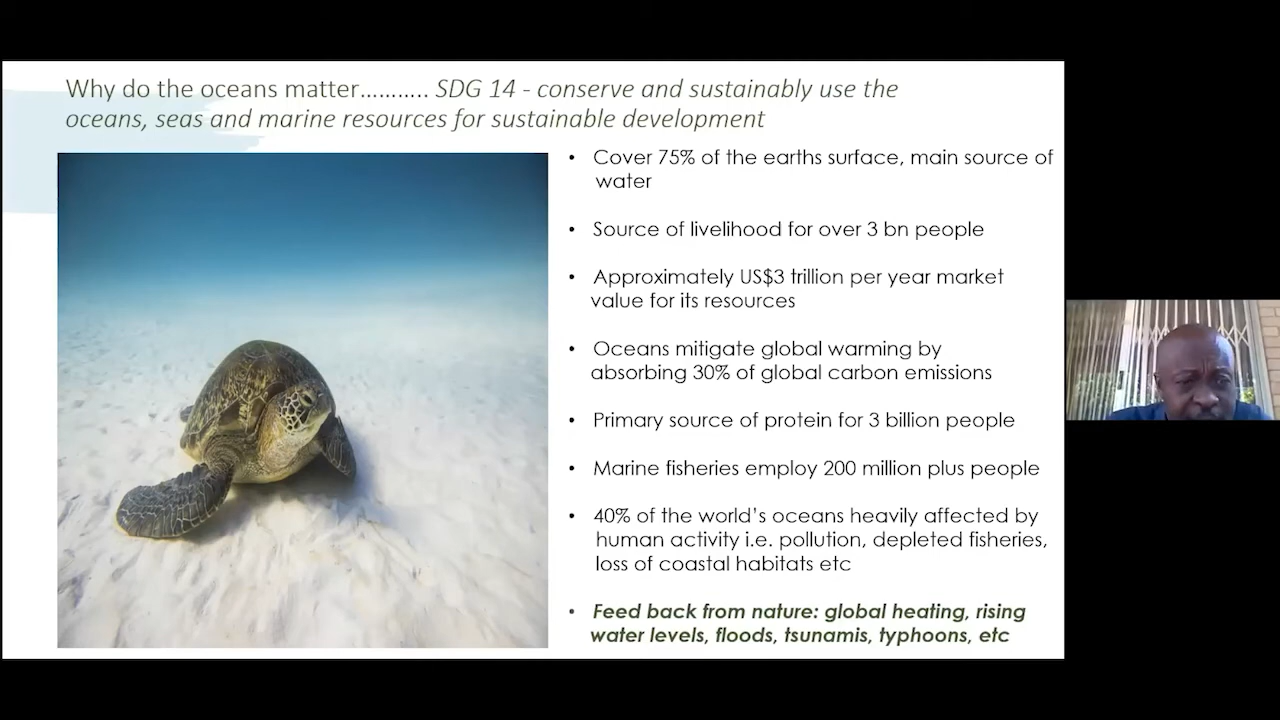 Why do the oceans matter……….. SDG 14 - conserve and sustainably use the
oceans, seas and marine resources for sustainable development
• Cover 75% of the earths surface, main source of
water
• Source of livelihood for over 3 bn people
• Approximately US$3 trillion per year market
value for its resources
• Oceans mitigate global warming by
absorbing 30% of global carbon emissions
• Primary source of protein for 3 billion people
• Marine fisheries employ 200 million plus people
• 40% of the world’s oceans heavily affected by
human activity i.e. pollution, depleted fisheries,
loss of coastal habitats etc
• Feed back from nature: global heating, rising
water levels, floods, tsunamis, typhoons, etc